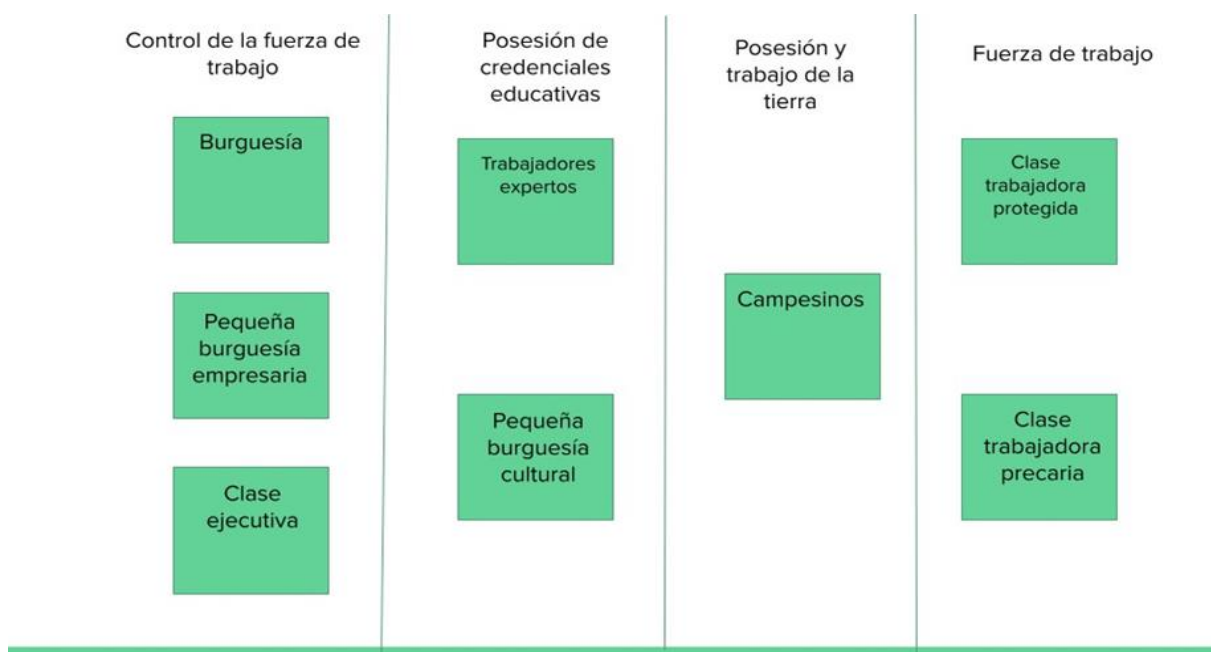 Control de la fuerza de
trabajo
Burguesía
Pequeña
burguesía
empresaria
Clase
ejecutiva
Posesión de
credenciales
educativas
Trabajadores
expertos
Pequeña
burguesía
cultural
Posesión y
trabajo de la
tierra
Campesinos
Fuerza de trabajo
Clase
trabajadora
protegida
Clase
trabajadora
precaria